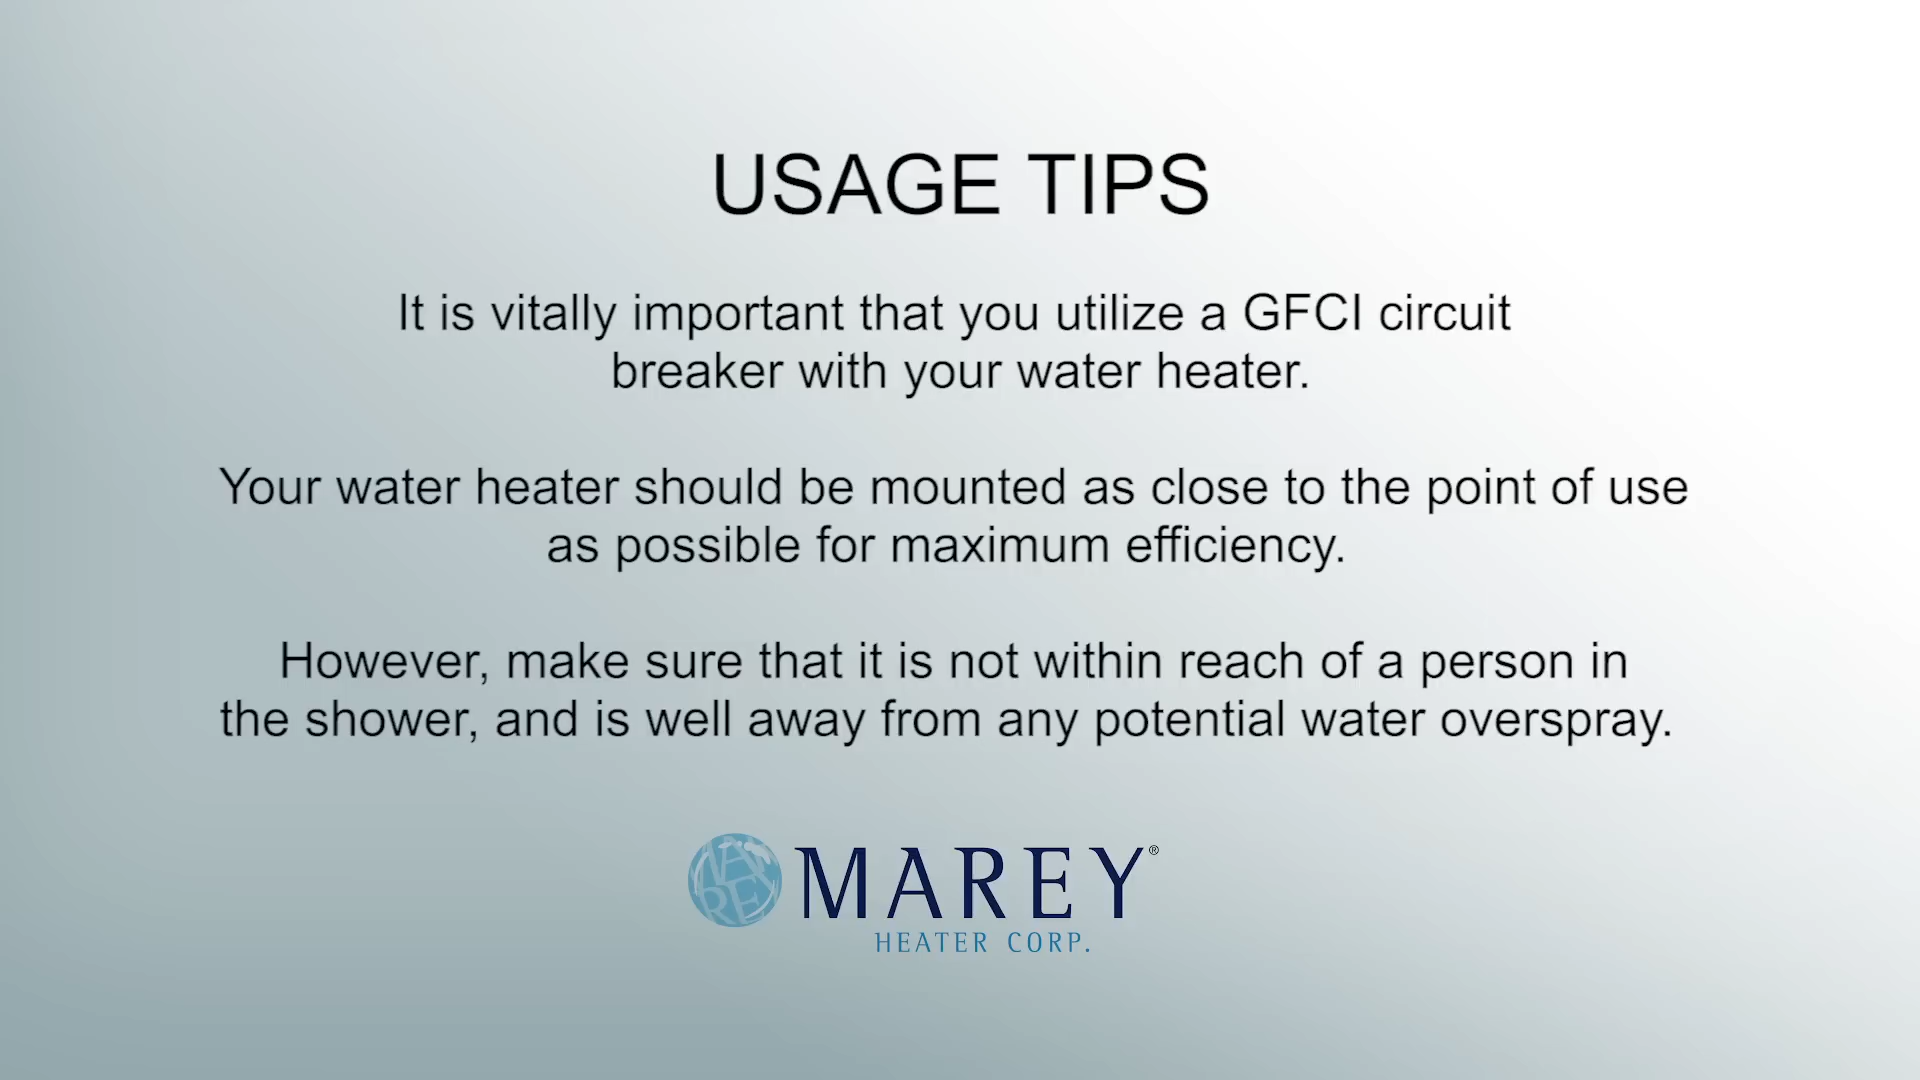 USAGE TIPS
It is vitally important that you utilize a GFCI circuit
breaker with your water heater.
Your water heater should be mounted as close to the point of use
as possible for maximum efficiency.
However, make sure that it is not within reach of a person in
the shower, and is well away from any potential water overspray.
MAREY®
HEATER CORP.